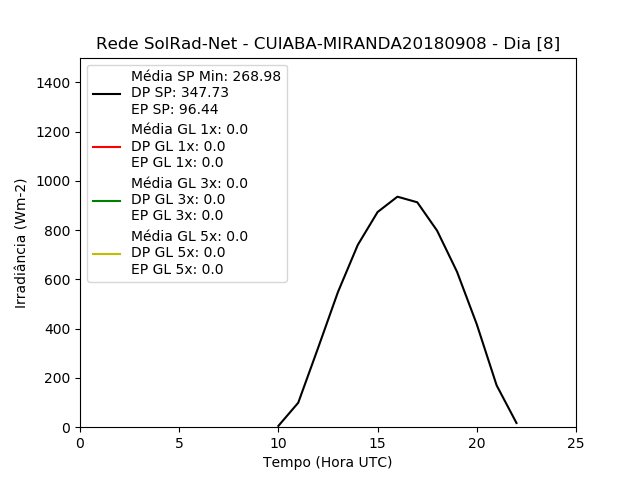 Rede SolRad-Net - CUIABA-MIRANDA20180908 - Dia [8]
Média SP Min: 268.98
DP SP: 347.73
EP SP: 96.44
Média GL 1x: 0.0
DP GL 1x: 0.0
EP GL 1x: 0.0
Média GL 3x: 0.0
DP GL 3x: 0.0
EP GL 3x: 0.0
Média GL 5x: 0.0
DP GL 5x: 0.0
EP GL 5x: 0.0
Irradiância (Wm-2)
1400
1200
1000
800
600
400
200
0
0 5 10 15 20 25
Tempo (Hora UTC)